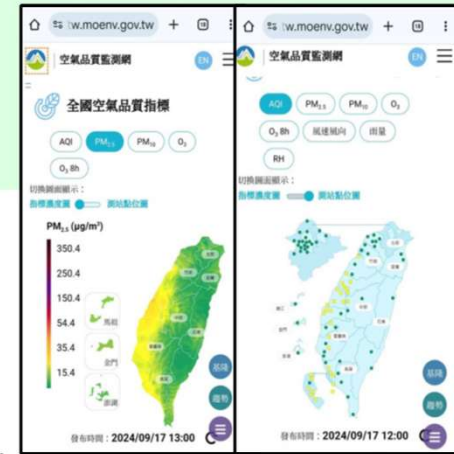 tw.moenv.gov.tw
空氣品質監測網
EN
全國空氣品質指標
AQI
PM2.5
PM10
O3
O3 8h
切換圖面顯示：
指標濃度圖
測站點位圖
PM2.5 (μg/m³)
350.4
250.4
150.4
54.4
35.4
15.4
馬祖
金門
澎湖
基隆
趨勢
發布時間：2024/09/17 13:00
w.moenv.gov.tw
空氣品質監測網
EN
AQI
PM2.5
PM10
O3
O3 8h
風速風向
雨量
RH
切換圖面顯示：
指標濃度圖
測站點位圖
基隆
趨勢
發布時間：2024/09/17 12:00